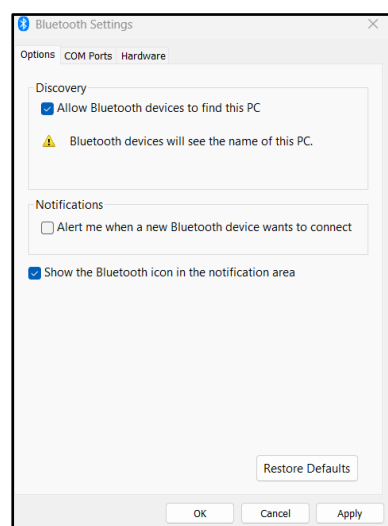 Bluetooth Settings
Options COM Ports Hardware
Discovery
Allow Bluetooth devices to find this PC
Bluetooth devices will see the name of this PC.
Notifications
Alert me when a new Bluetooth device wants to connect
Show the Bluetooth icon in the notification area
Restore Defaults
OK Cancel Apply